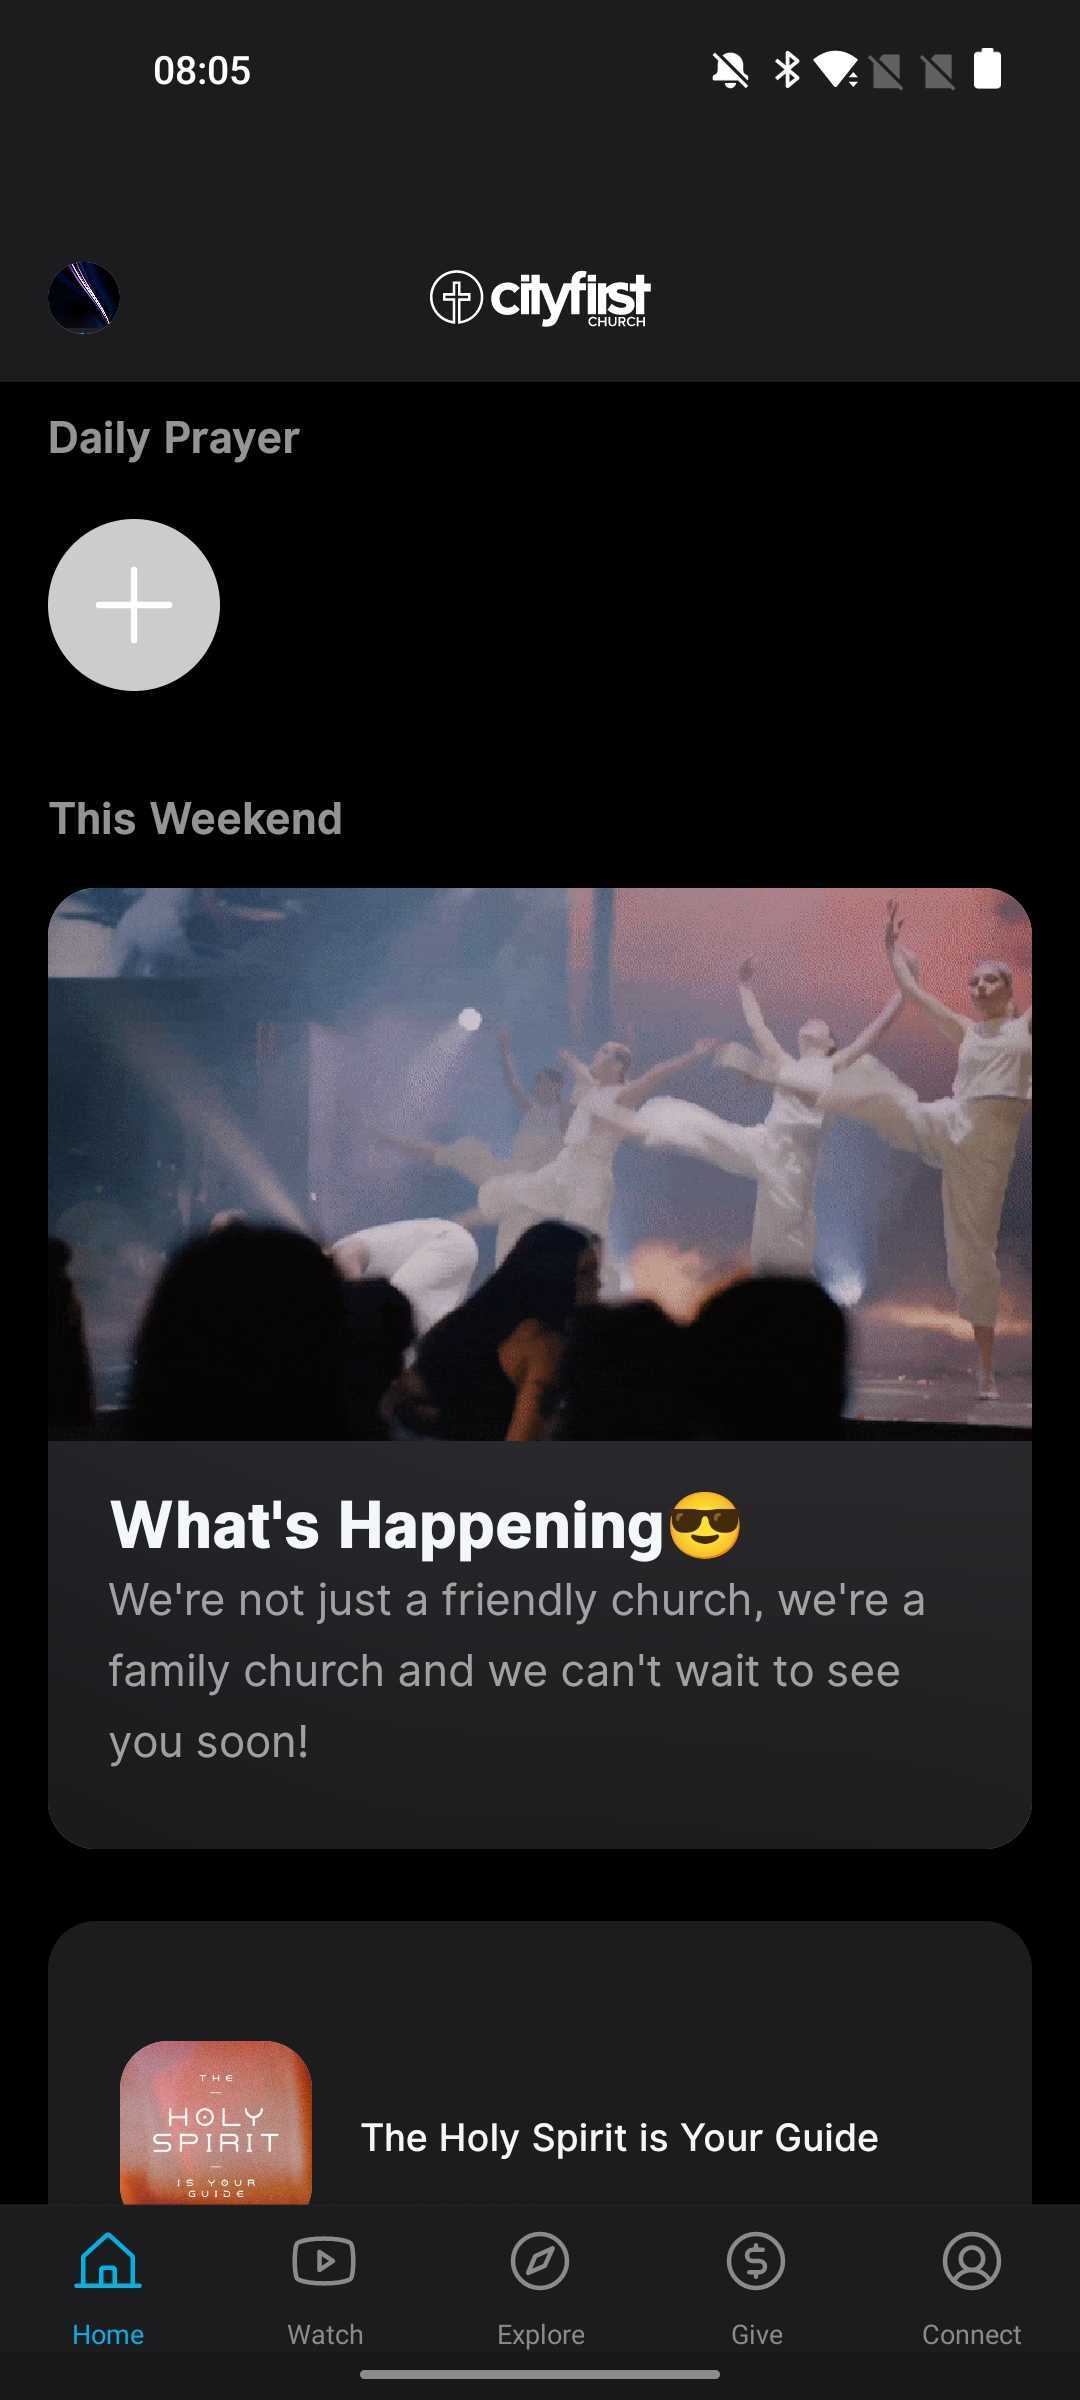 08:05
cityfirst
CHURCH
Daily Prayer
This Weekend
What's Happening😎
We're not just a friendly church, we're a
family church and we can't wait to see
you soon!
THE
HOLY
SPIRIT
IS YOUR
GUIDE
The Holy Spirit is Your Guide
Home
Watch
Explore
Give
Connect